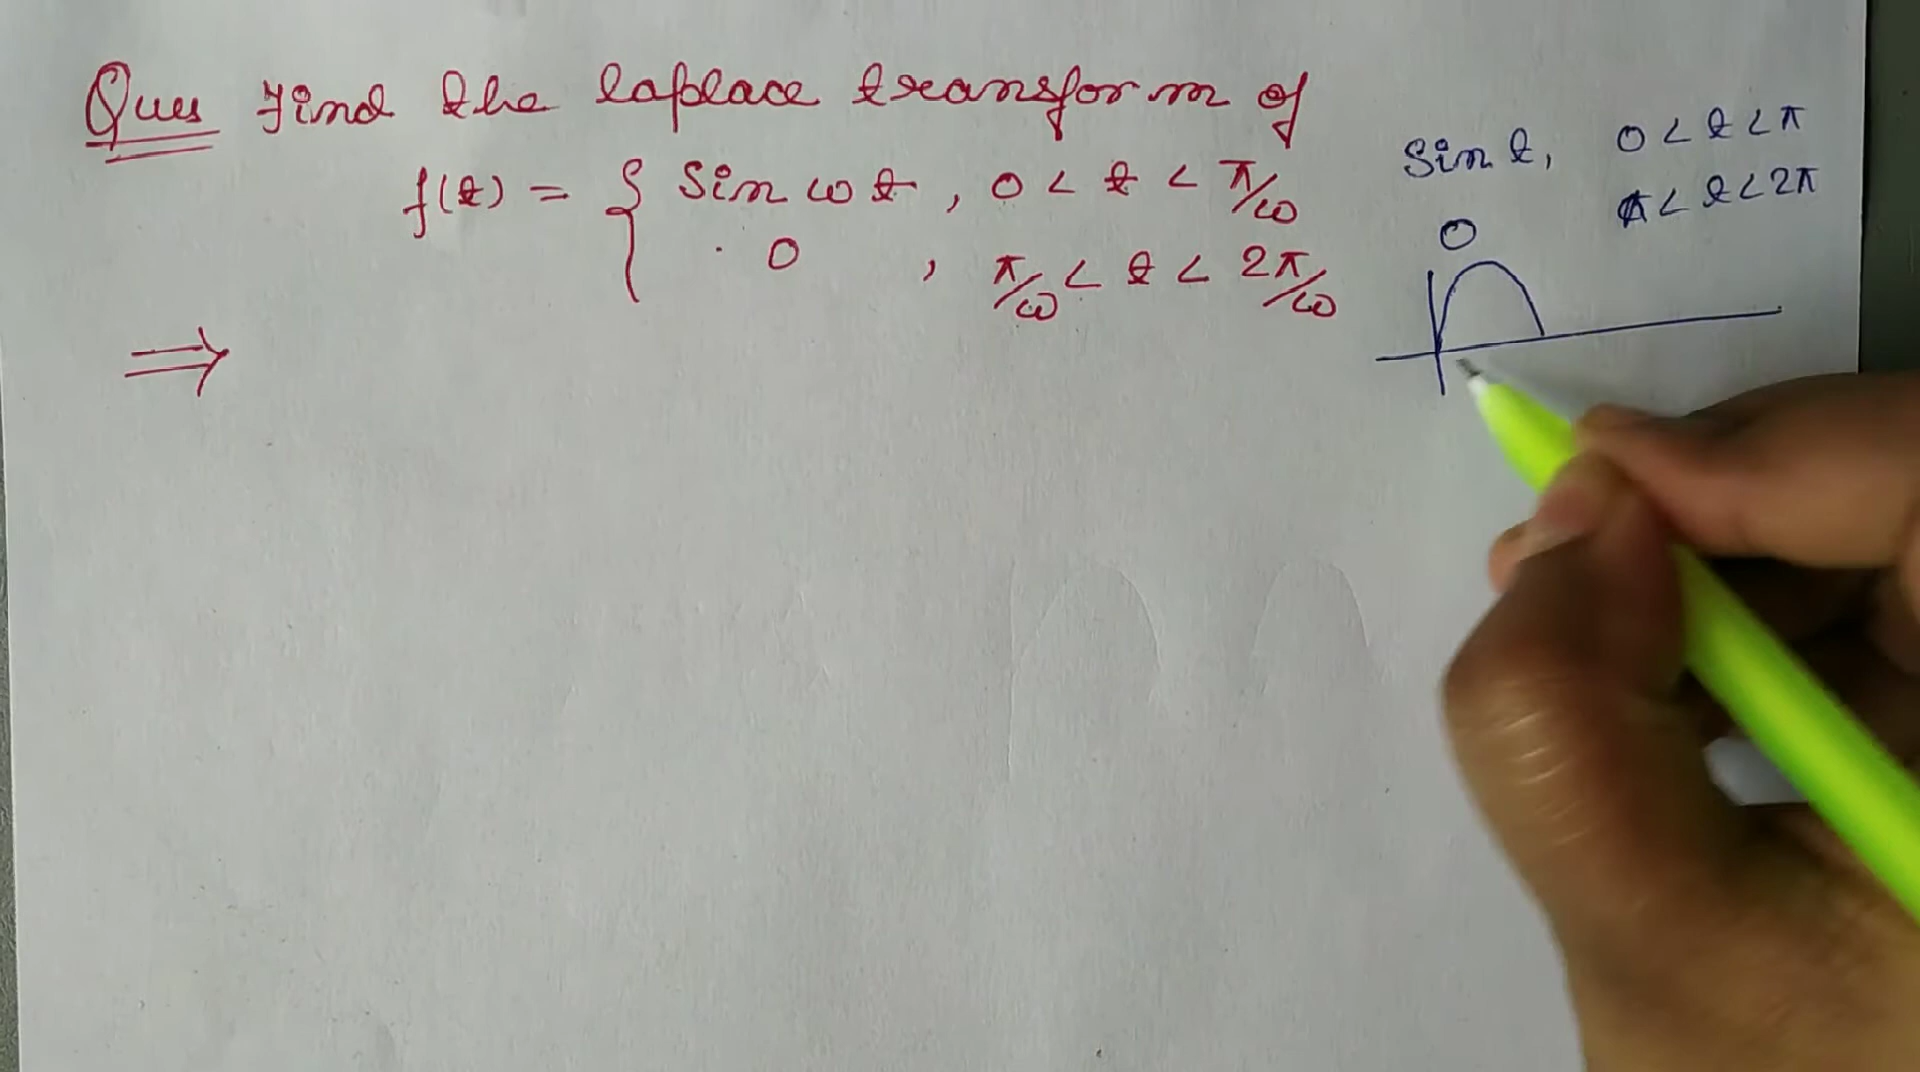 Ques Find the laplace transform of
f(t) = { Sin ωt , 0 < t < π/ω
0 , π/ω < t < 2π/ω
⇒
Sin t, 0 < t < π
0 π < t < 2π